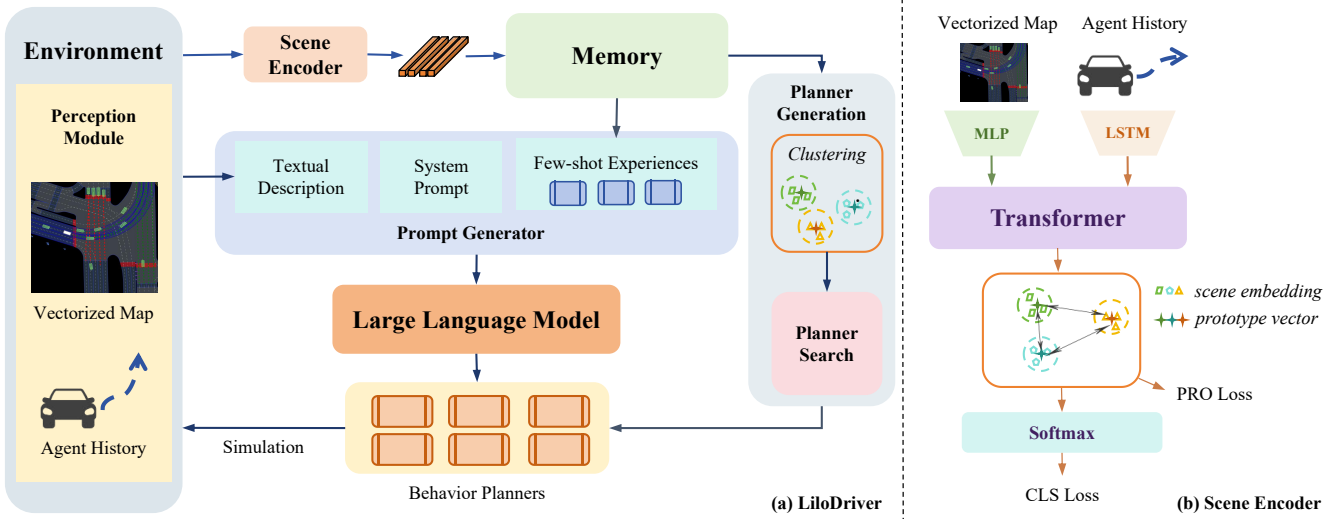 Environment
Perception
Module
Vectorized Map
Agent History
Scene
Encoder
Memory
Textual
Description
System
Prompt
Few-shot Experiences
Prompt Generator
Large Language Model
Simulation
Behavior Planners
Planner
Generation
Clustering
Planner
Search
(a) LiloDriver
Vectorized Map
Agent History
MLP
LSTM
Transformer
scene embedding
prototype vector
PRO Loss
Softmax
CLS Loss
(b) Scene Encoder